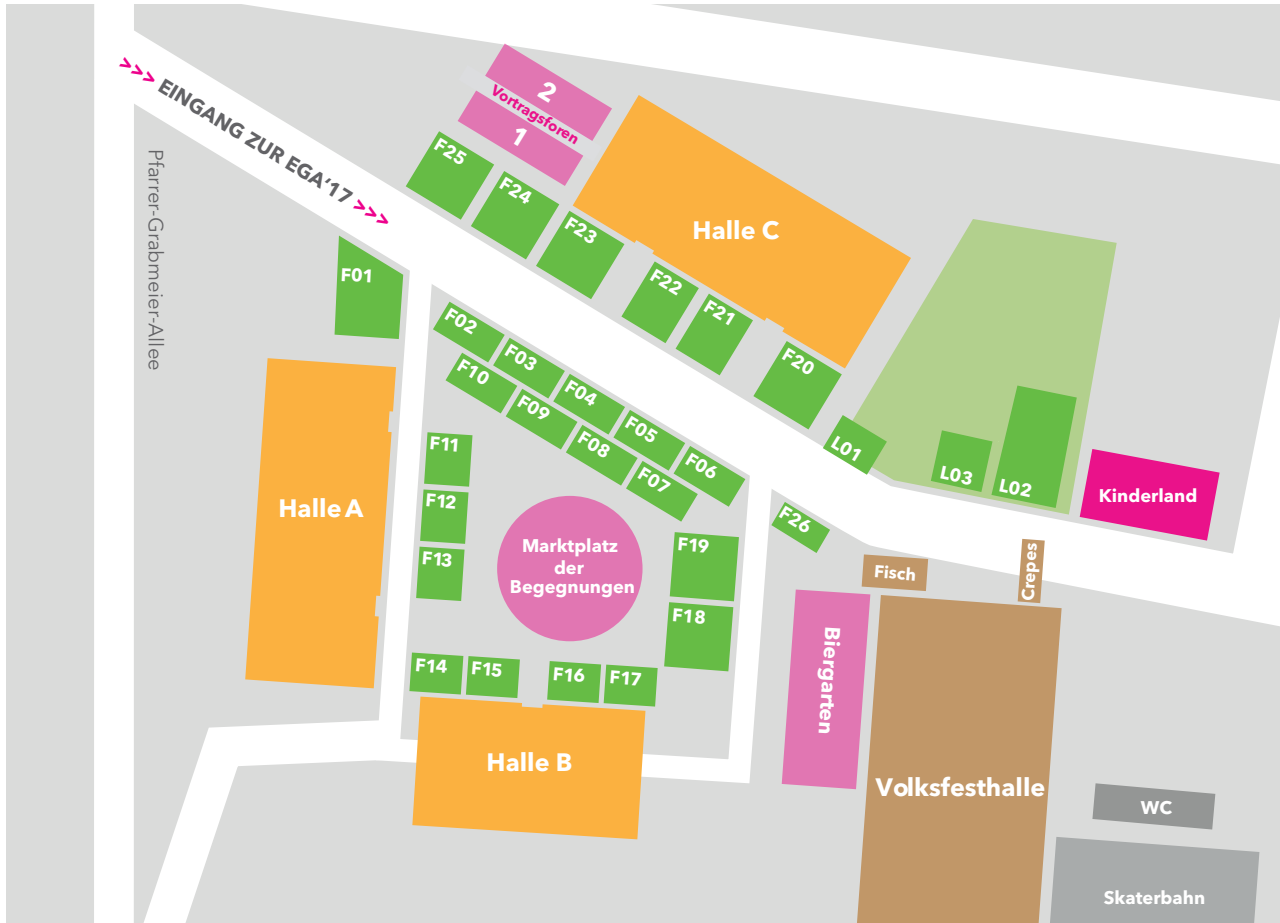 >>> EINGANG ZUR EGA‘17 >>>
Pfarrer-Grabmeier-Allee
2
Vortragsforen
1
F25
F24
F23
Halle C
F22
F21
F20
F01
F02
F03
F04
F05
F06
F10
F09
F08
F07
L01
L03
L02
Kinderland
F11
F12
F13
Halle A
Marktplatz
der
Begegnungen
F19
F18
F26
Fisch
Crepes
Biergarten
F14
F15
F16
F17
Halle B
Volksfesthalle
WC
Skaterbahn